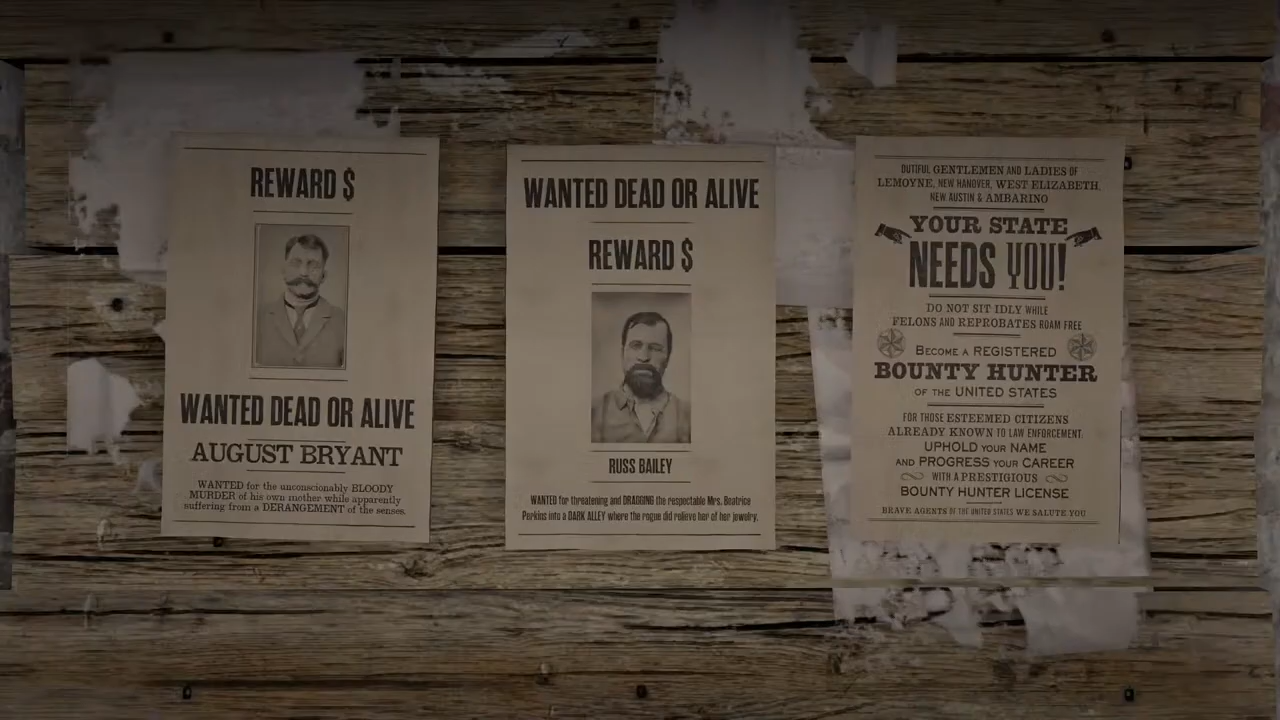 REWARD $
WANTED DEAD OR ALIVE
AUGUST BRYANT
WANTED for the unconscionably BLOODY
MURDER of his own mother while apparently
suffering from a DERANGEMENT of the senses.
WANTED DEAD OR ALIVE
REWARD $
RUSS BAILEY
WANTED for threatening and DRAGGING the respectable Mrs. Beatrice
Perkins into a DARK ALLEY where the rogue did relieve her of her jewelry.
DUTIFUL GENTLEMEN AND LADIES OF
LEMOYNE, NEW HANOVER, WEST ELIZABETH,
NEW AUSTIN & AMBARINO
YOUR STATE
NEEDS YOU!
DO NOT SIT IDLY WHILE
FELONS AND REPROBATES ROAM FREE
BECOME A REGISTERED
BOUNTY HUNTER
OF THE UNITED STATES
FOR THOSE ESTEEMED CITIZENS
ALREADY KNOWN TO LAW ENFORCEMENT
UPHOLD YOUR NAME
AND PROGRESS YOUR CAREER
WITH A PRESTIGIOUS
BOUNTY HUNTER LICENSE
BRAVE AGENTS OF THE UNITED STATES WE SALUTE YOU